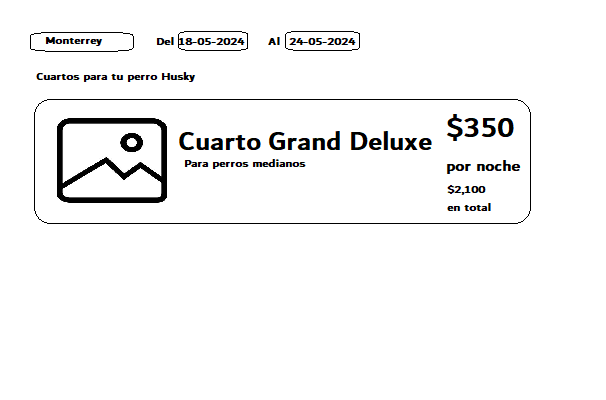 Monterrey Del 18-05-2024 Al 24-05-2024
Cuartos para tu perro Husky
Cuarto Grand Deluxe
Para perros medianos
$350
por noche
$2,100
en total